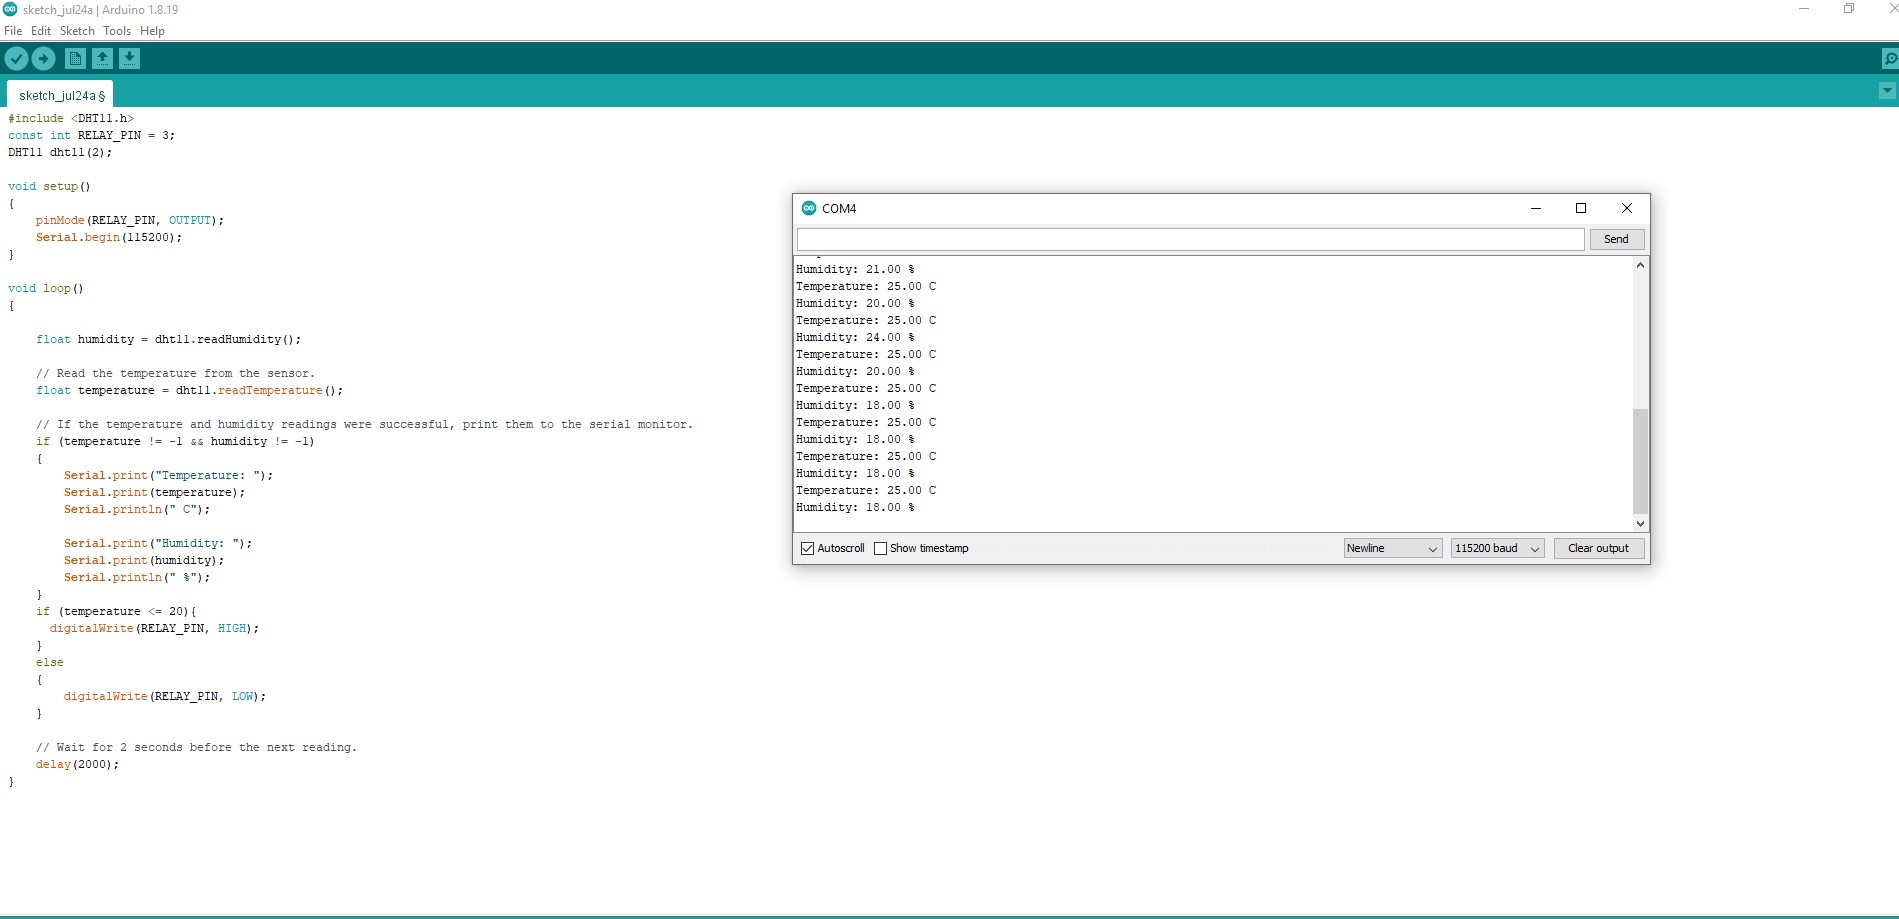 sketch_jul24a | Arduino 1.8.19
File Edit Sketch Tools Help
sketch_jul24a §
#include <DHT11.h>
const int RELAY_PIN = 3;
DHT11 dht11(2);
void setup()
{
pinMode(RELAY_PIN, OUTPUT);
Serial.begin(115200);
}
void loop()
{
float humidity = dht11.readHumidity();
// Read the temperature from the sensor.
float temperature = dht11.readTemperature();
// If the temperature and humidity readings were successful, print them to the serial monitor.
if (temperature != -1 && humidity != -1)
{
Serial.print("Temperature: ");
Serial.print(temperature);
Serial.println(" C");
Serial.print("Humidity: ");
Serial.print(humidity);
Serial.println(" %");
}
if (temperature <= 20){
digitalWrite(RELAY_PIN, HIGH);
}
else
{
digitalWrite(RELAY_PIN, LOW);
}
// Wait for 2 seconds before the next reading.
delay(2000);
}
COM4
Send
Humidity: 21.00 %
Temperature: 25.00 C
Humidity: 20.00 %
Temperature: 25.00 C
Humidity: 24.00 %
Temperature: 25.00 C
Humidity: 20.00 %
Temperature: 25.00 C
Humidity: 18.00 %
Temperature: 25.00 C
Humidity: 18.00 %
Temperature: 25.00 C
Humidity: 18.00 %
Temperature: 25.00 C
Humidity: 18.00 %
Autoscroll Show timestamp Newline 115200 baud Clear output